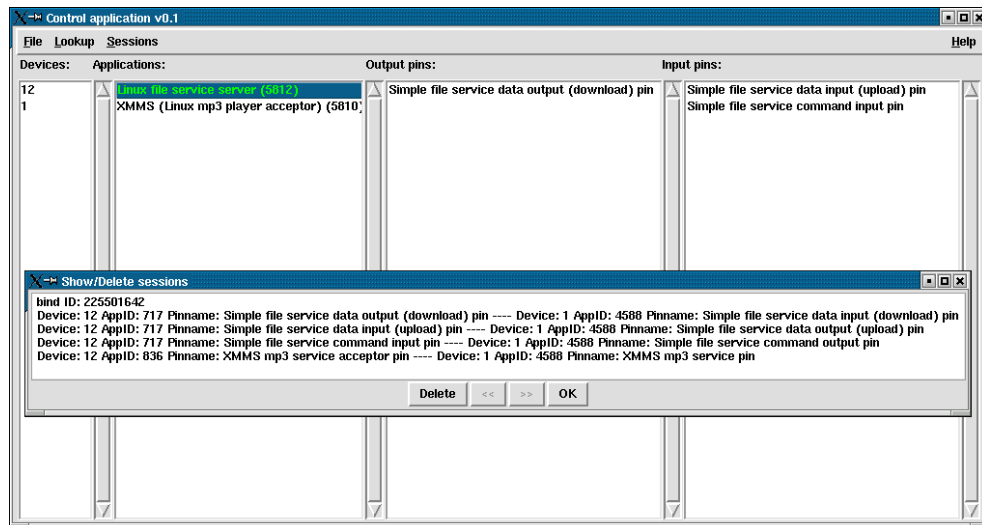 Control application v0.1
File Lookup Sessions Help
Devices: Applications: Output pins: Input pins:
12 Linux file service server (5812) Simple file service data output (download) pin Simple file service data input (upload) pin
1 XMMS (Linux mp3 player acceptor) (5810) Simple file service command input pin
Show/Delete sessions
bind ID: 225501642
Device: 12 AppID: 717 Pinname: Simple file service data output (download) pin ---- Device: 1 AppID: 4588 Pinname: Simple file service data input (download) pin
Device: 12 AppID: 717 Pinname: Simple file service data input (upload) pin ---- Device: 1 AppID: 4588 Pinname: Simple file service data output (upload) pin
Device: 12 AppID: 717 Pinname: Simple file service command input pin ---- Device: 1 AppID: 4588 Pinname: Simple file service command output pin
Device: 12 AppID: 836 Pinname: XMMS mp3 service acceptor pin ---- Device: 1 AppID: 4588 Pinname: XMMS mp3 service pin
Delete << >> OK